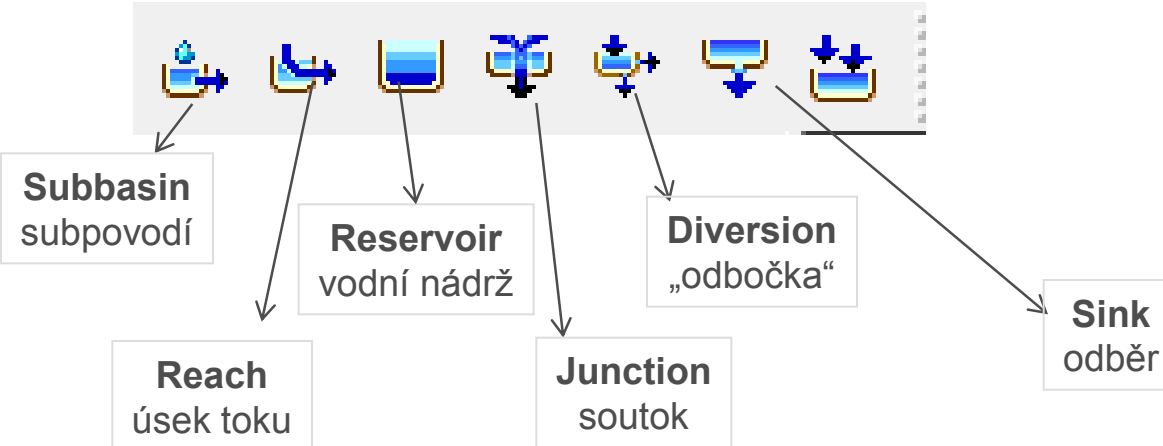 Subbasin
subpovodí
Reservoir
vodní nádrž
Diversion
„odbočka“
Sink
odběr
Reach
úsek toku
Junction
soutok